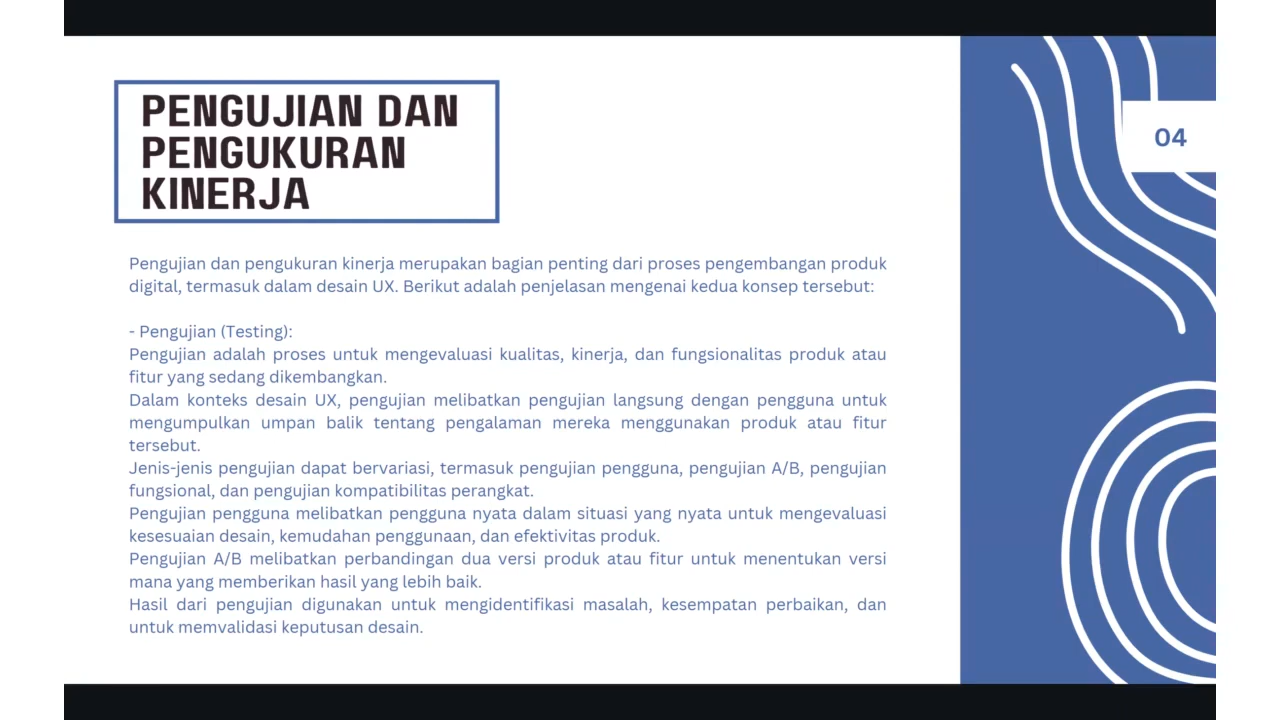 PENGUJIAN DAN
PENGUKURAN
KINERJA
04
Pengujian dan pengukuran kinerja merupakan bagian penting dari proses pengembangan produk
digital, termasuk dalam desain UX. Berikut adalah penjelasan mengenai kedua konsep tersebut:
- Pengujian (Testing):
Pengujian adalah proses untuk mengevaluasi kualitas, kinerja, dan fungsionalitas produk atau
fitur yang sedang dikembangkan.
Dalam konteks desain UX, pengujian melibatkan pengujian langsung dengan pengguna untuk
mengumpulkan umpan balik tentang pengalaman mereka menggunakan produk atau fitur
tersebut.
Jenis-jenis pengujian dapat bervariasi, termasuk pengujian pengguna, pengujian A/B, pengujian
fungsional, dan pengujian kompatibilitas perangkat.
Pengujian pengguna melibatkan pengguna nyata dalam situasi yang nyata untuk mengevaluasi
kesesuaian desain, kemudahan penggunaan, dan efektivitas produk.
Pengujian A/B melibatkan perbandingan dua versi produk atau fitur untuk menentukan versi
mana yang memberikan hasil yang lebih baik.
Hasil dari pengujian digunakan untuk mengidentifikasi masalah, kesempatan perbaikan, dan
untuk memvalidasi keputusan desain.